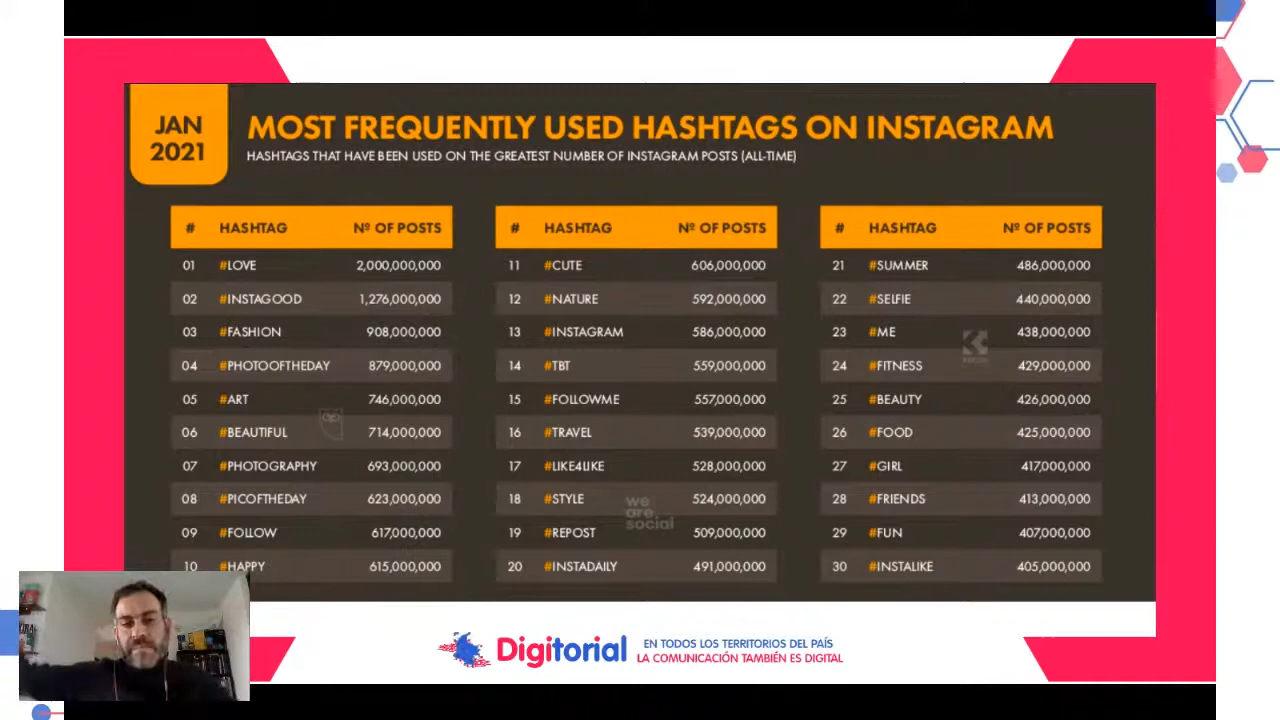 JAN
2021
MOST FREQUENTLY USED HASHTAGS ON INSTAGRAM
HASHTAGS THAT HAVE BEEN USED ON THE GREATEST NUMBER OF INSTAGRAM POSTS (ALL-TIME)
# HASHTAG Nº OF POSTS
01 #LOVE 2,000,000,000
02 #INSTAGOOD 1,276,000,000
03 #FASHION 908,000,000
04 #PHOTOOFTHEDAY 879,000,000
05 #ART 746,000,000
06 #BEAUTIFUL 714,000,000
07 #PHOTOGRAPHY 693,000,000
08 #PICOFTHEDAY 623,000,000
09 #FOLLOW 617,000,000
10 #HAPPY 615,000,000
# HASHTAG Nº OF POSTS
11 #CUTE 606,000,000
12 #NATURE 592,000,000
13 #INSTAGRAM 586,000,000
14 #TBT 559,000,000
15 #FOLLOWME 557,000,000
16 #TRAVEL 539,000,000
17 #LIKE4LIKE 528,000,000
18 #STYLE 524,000,000
19 #REPOST 509,000,000
20 #INSTADAILY 491,000,000
we
are.
social
# HASHTAG Nº OF POSTS
21 #SUMMER 486,000,000
22 #SELFIE 440,000,000
23 #ME 438,000,000
24 #FITNESS 429,000,000
25 #BEAUTY 426,000,000
26 #FOOD 425,000,000
27 #GIRL 417,000,000
28 #FRIENDS 413,000,000
29 #FUN 407,000,000
30 #INSTALIKE 405,000,000
Digitorial
EN TODOS LOS TERRITORIOS DEL PAÍS
LA COMUNICACIÓN TAMBIÉN ES DIGITAL